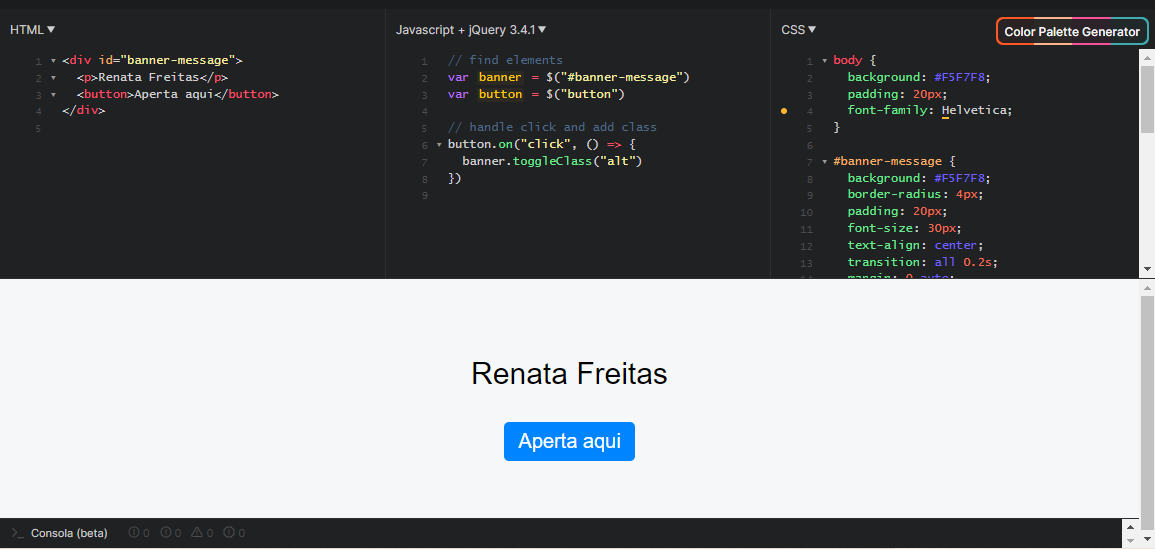 HTML ▼
1 ▼ <div id="banner-message">
2 ▼ <p>Renata Freitas</p>
3 ▼ <button>Aperta aqui</button>
4 </div>
5
Javascript + jQuery 3.4.1 ▼
1 // find elements
2 var banner = $("#banner-message")
3 var button = $("button")
4
5 // handle click and add class
6 ▼ button.on("click", () => {
7 banner.toggleClass("alt")
8 })
9
CSS ▼
Color Palette Generator
1 ▼ body {
2 background: #F5F7F8;
3 padding: 20px;
4 font-family: Helvetica;
5 }
6
7 ▼ #banner-message {
8 background: #F5F7F8;
9 border-radius: 4px;
10 padding: 20px;
11 font-size: 30px;
12 text-align: center;
13 transition: all 0.2s;
14 margin: 0 auto;
Renata Freitas
Aperta aqui
>_ Consola (beta) 0 0 0 0